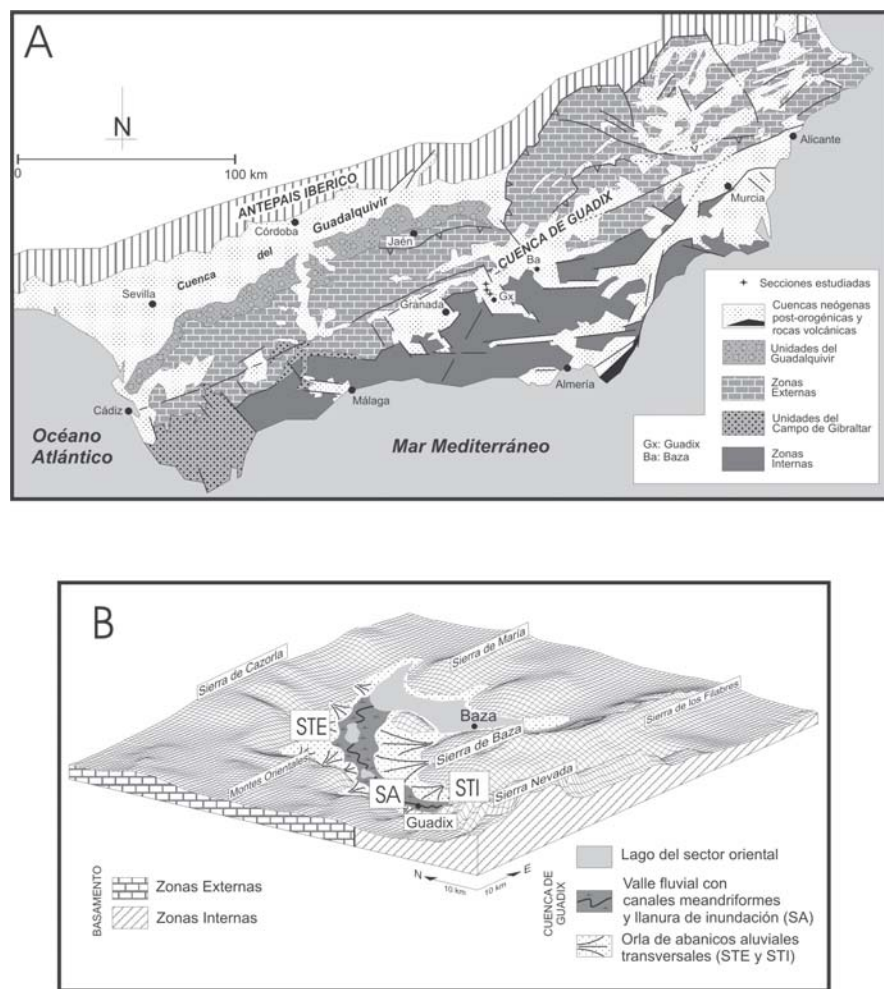 A
N
0
100 km
ANTEPAIS IBERICO
Córdoba
Guadalquivir
del
Cuenca
Jaén
Sevilla
CUENCA DE GUADIX
Ba
Gx
Granada
Alicante
Murcia
Almería
Málaga
Cádiz
Océano
Atlántico
Mar Mediterráneo
Secciones estudiadas
Cuencas neógenas
post-orogénicas y
rocas volcánicas
Unidades del
Guadalquivir
Zonas
Externas
Unidades del
Campo de Gibraltar
Zonas
Internas
Gx: Guadix
Ba: Baza
B
Sierra de Cazorla
Sierra de María
Sierra de los Filabres
STE
Baza
Sierra de Baza
Montes Orientales
SA
STI
Sierra Nevada
Guadix
N
E
10 km
10 km
BASAMENTO
Zonas Externas
Zonas Internas
CUENCA DE
GUADIX
Lago del sector oriental
Valle fluvial con
canales meandriformes
y llanura de inundación (SA)
Orla de abanicos aluviales
transversales (STE y STI)